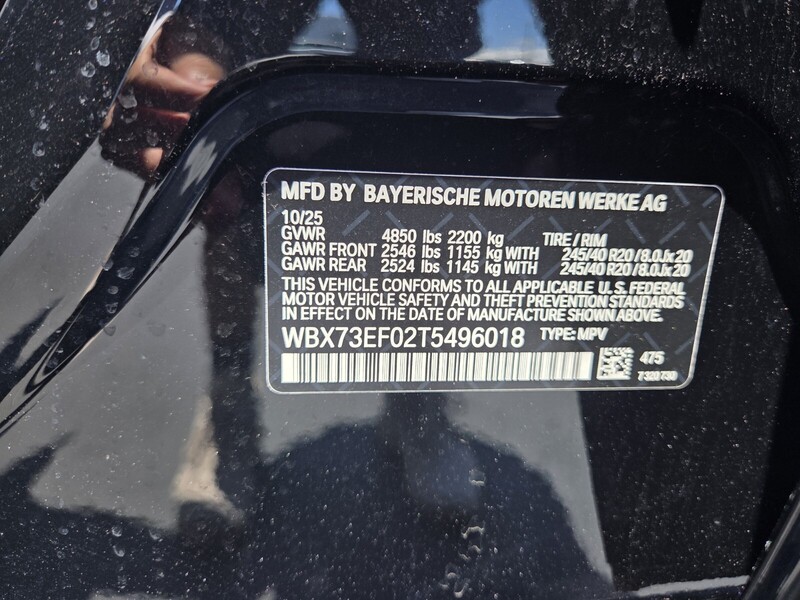 MFD BY BAYERISCHE MOTOREN WERKE AG
10/25
GVWR 4850 lbs 2200 kg TIRE / RIM
GAWR FRONT 2546 lbs 1155 kg WITH 245/40 R20 / 8.0Jx20
GAWR REAR 2524 lbs 1145 kg WITH 245/40 R20 / 8.0Jx20
THIS VEHICLE CONFORMS TO ALL APPLICABLE U.S. FEDERAL
MOTOR VEHICLE SAFETY AND THEFT PREVENTION STANDARDS
IN EFFECT ON THE DATE OF MANUFACTURE SHOWN ABOVE.
WBX73EF02T5496018 TYPE: MPV
475
7 320 730